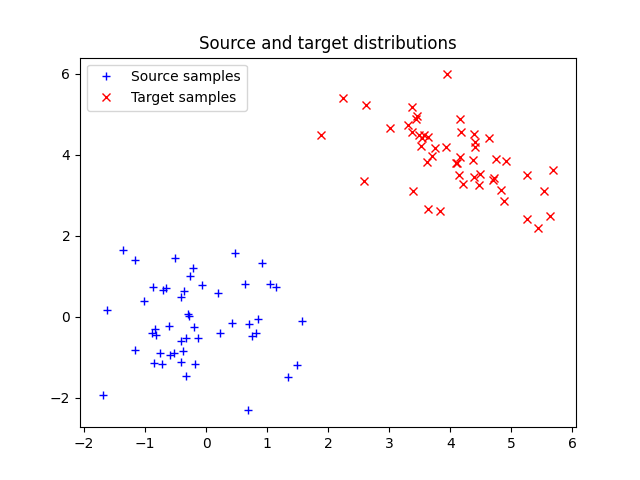 Source and target distributions
Source samples
Target samples
6
4
2
0
−2
−2 −1 0 1 2 3 4 5 6